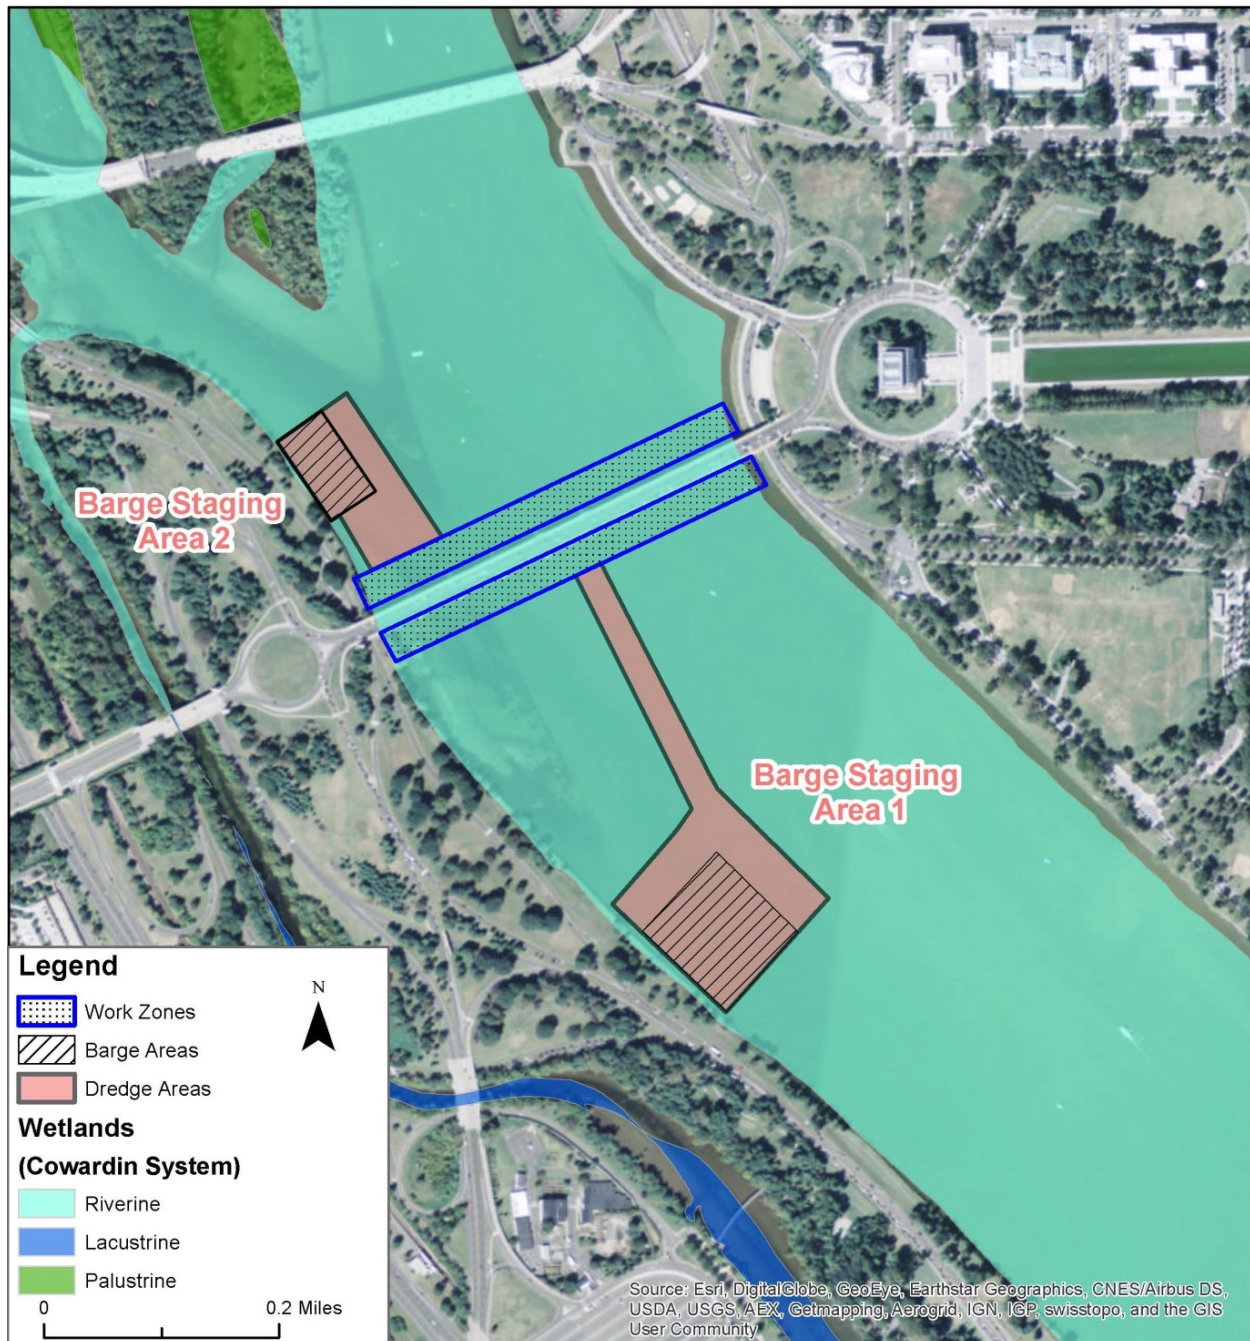 Barge Staging
Area 2
Barge Staging
Area 1
Legend
N
Work Zones
Barge Areas
Dredge Areas
Wetlands
(Cowardin System)
Riverine
Lacustrine
Palustrine
0 0.2 Miles
Source: Esri, DigitalGlobe, GeoEye, Earthstar Geographics, CNES/Airbus DS,
USDA, USGS, AEX, Getmapping, Aerogrid, IGN, IGP, swisstopo, and the GIS
User Community